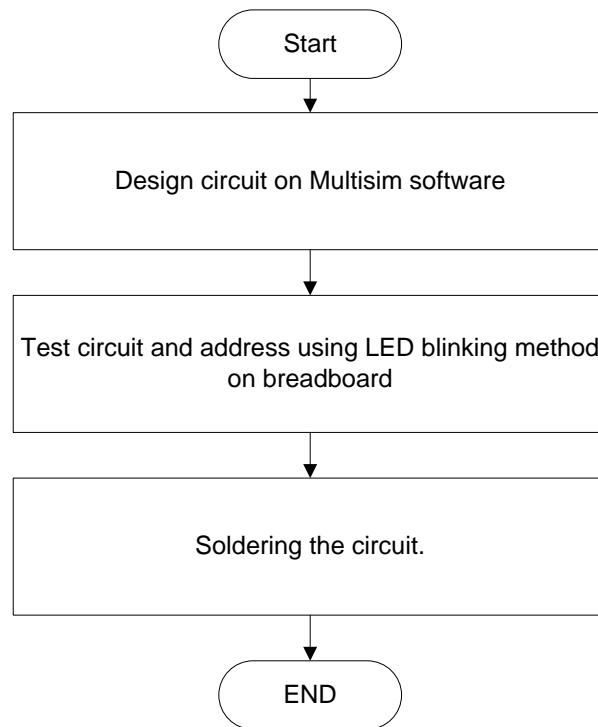 Start
Design circuit on Multisim software
Test circuit and address using LED blinking method
on breadboard
Soldering the circuit.
END